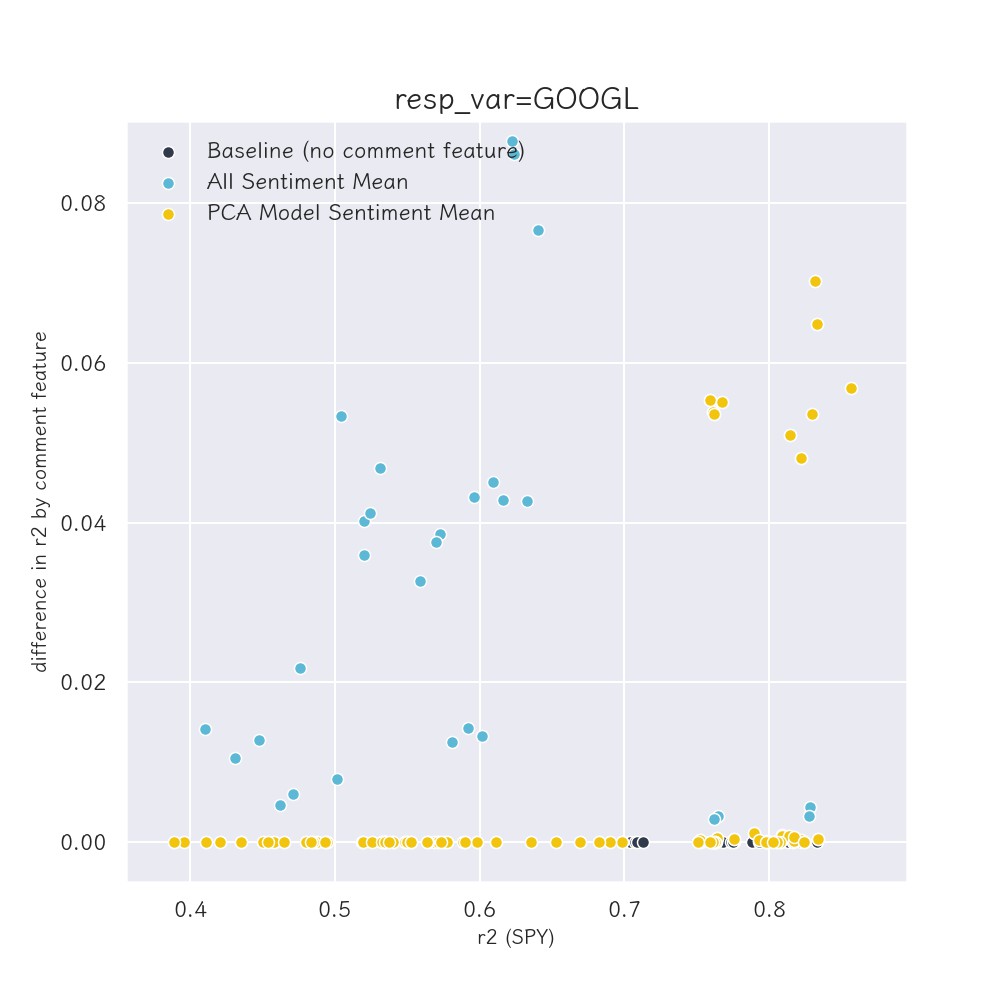 resp_var=GOOGL
Baseline (no comment feature)
All Sentiment Mean
PCA Model Sentiment Mean
difference in r2 by comment feature
0.08
0.06
0.04
0.02
0.00
0.4 0.5 0.6 0.7 0.8
r2 (SPY)